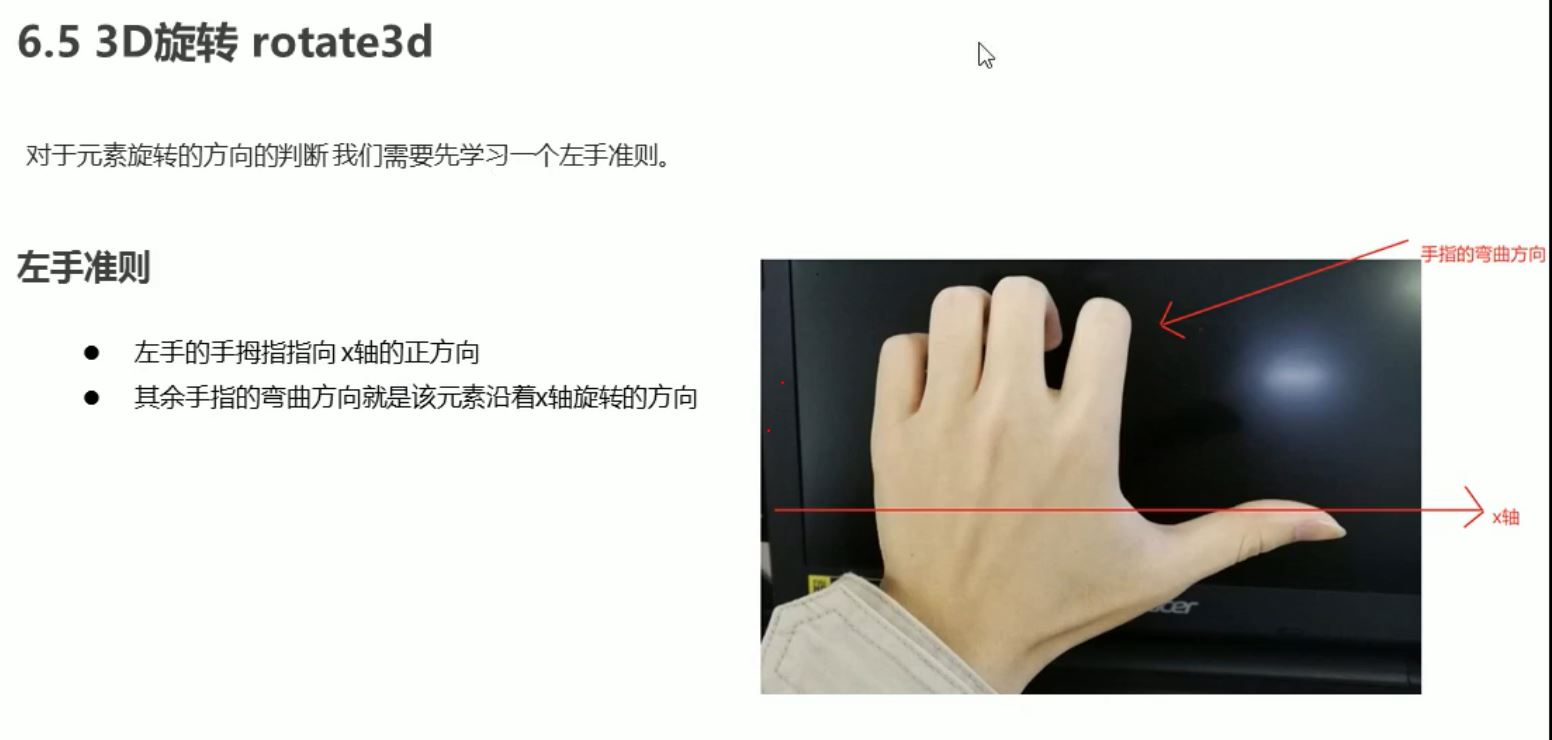 6.5 3D旋转 rotate3d
对于元素旋转的方向的判断 我们需要先学习一个左手准则。
左手准则
手指的弯曲方向
左手的手拇指指向 x轴的正方向
其余手指的弯曲方向就是该元素沿着x轴旋转的方向
x轴